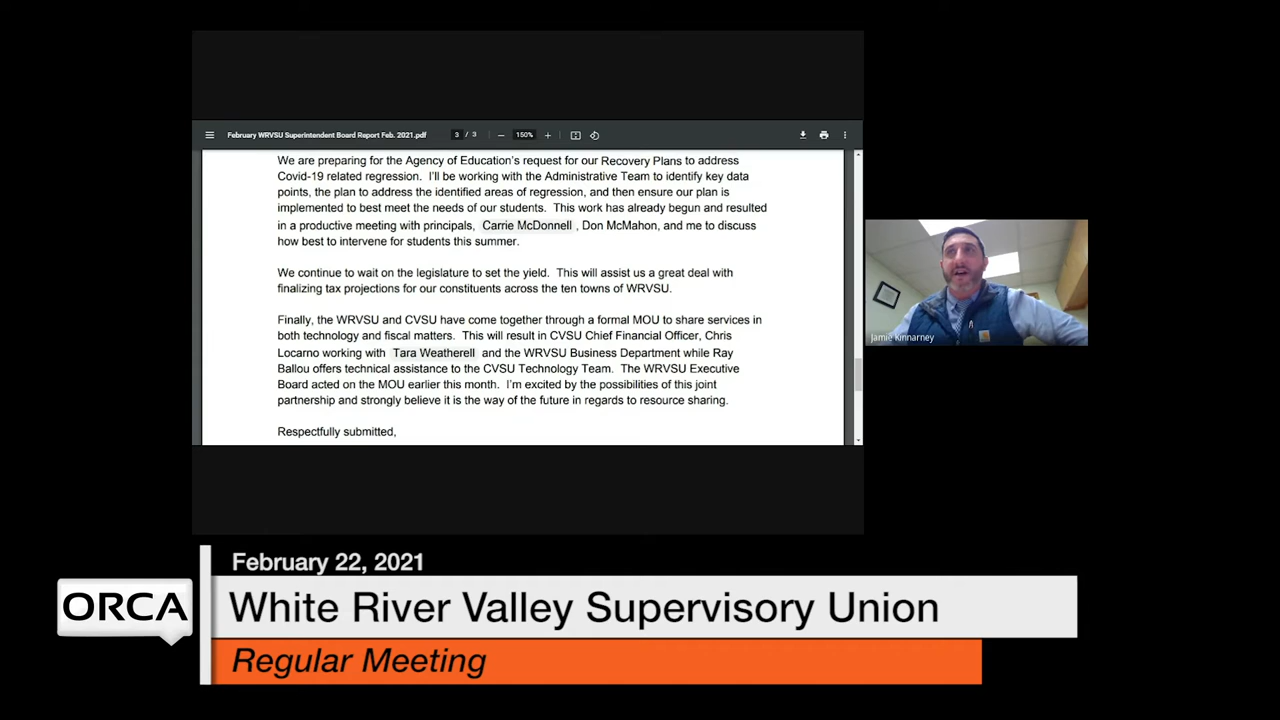 February WRVSU Superintendent Board Report Feb. 2021.pdf
3 / 3
150%
We are preparing for the Agency of Education's request for our Recovery Plans to address
Covid-19 related regression. I'll be working with the Administrative Team to identify key data
points, the plan to address the identified areas of regression, and then ensure our plan is
implemented to best meet the needs of our students. This work has already begun and resulted
in a productive meeting with principals, Carrie McDonnell , Don McMahon, and me to discuss
how best to intervene for students this summer.
We continue to wait on the legislature to set the yield. This will assist us a great deal with
finalizing tax projections for our constituents across the ten towns of WRVSU.
Finally, the WRVSU and CVSU have come together through a formal MOU to share services in
both technology and fiscal matters. This will result in CVSU Chief Financial Officer, Chris
Locarno working with Tara Weatherell and the WRVSU Business Department while Ray
Ballou offers technical assistance to the CVSU Technology Team. The WRVSU Executive
Board acted on the MOU earlier this month. I'm excited by the possibilities of this joint
partnership and strongly believe it is the way of the future in regards to resource sharing.
Respectfully submitted,
Jamie Kinnarney
February 22, 2021
ORCA
White River Valley Supervisory Union
Regular Meeting